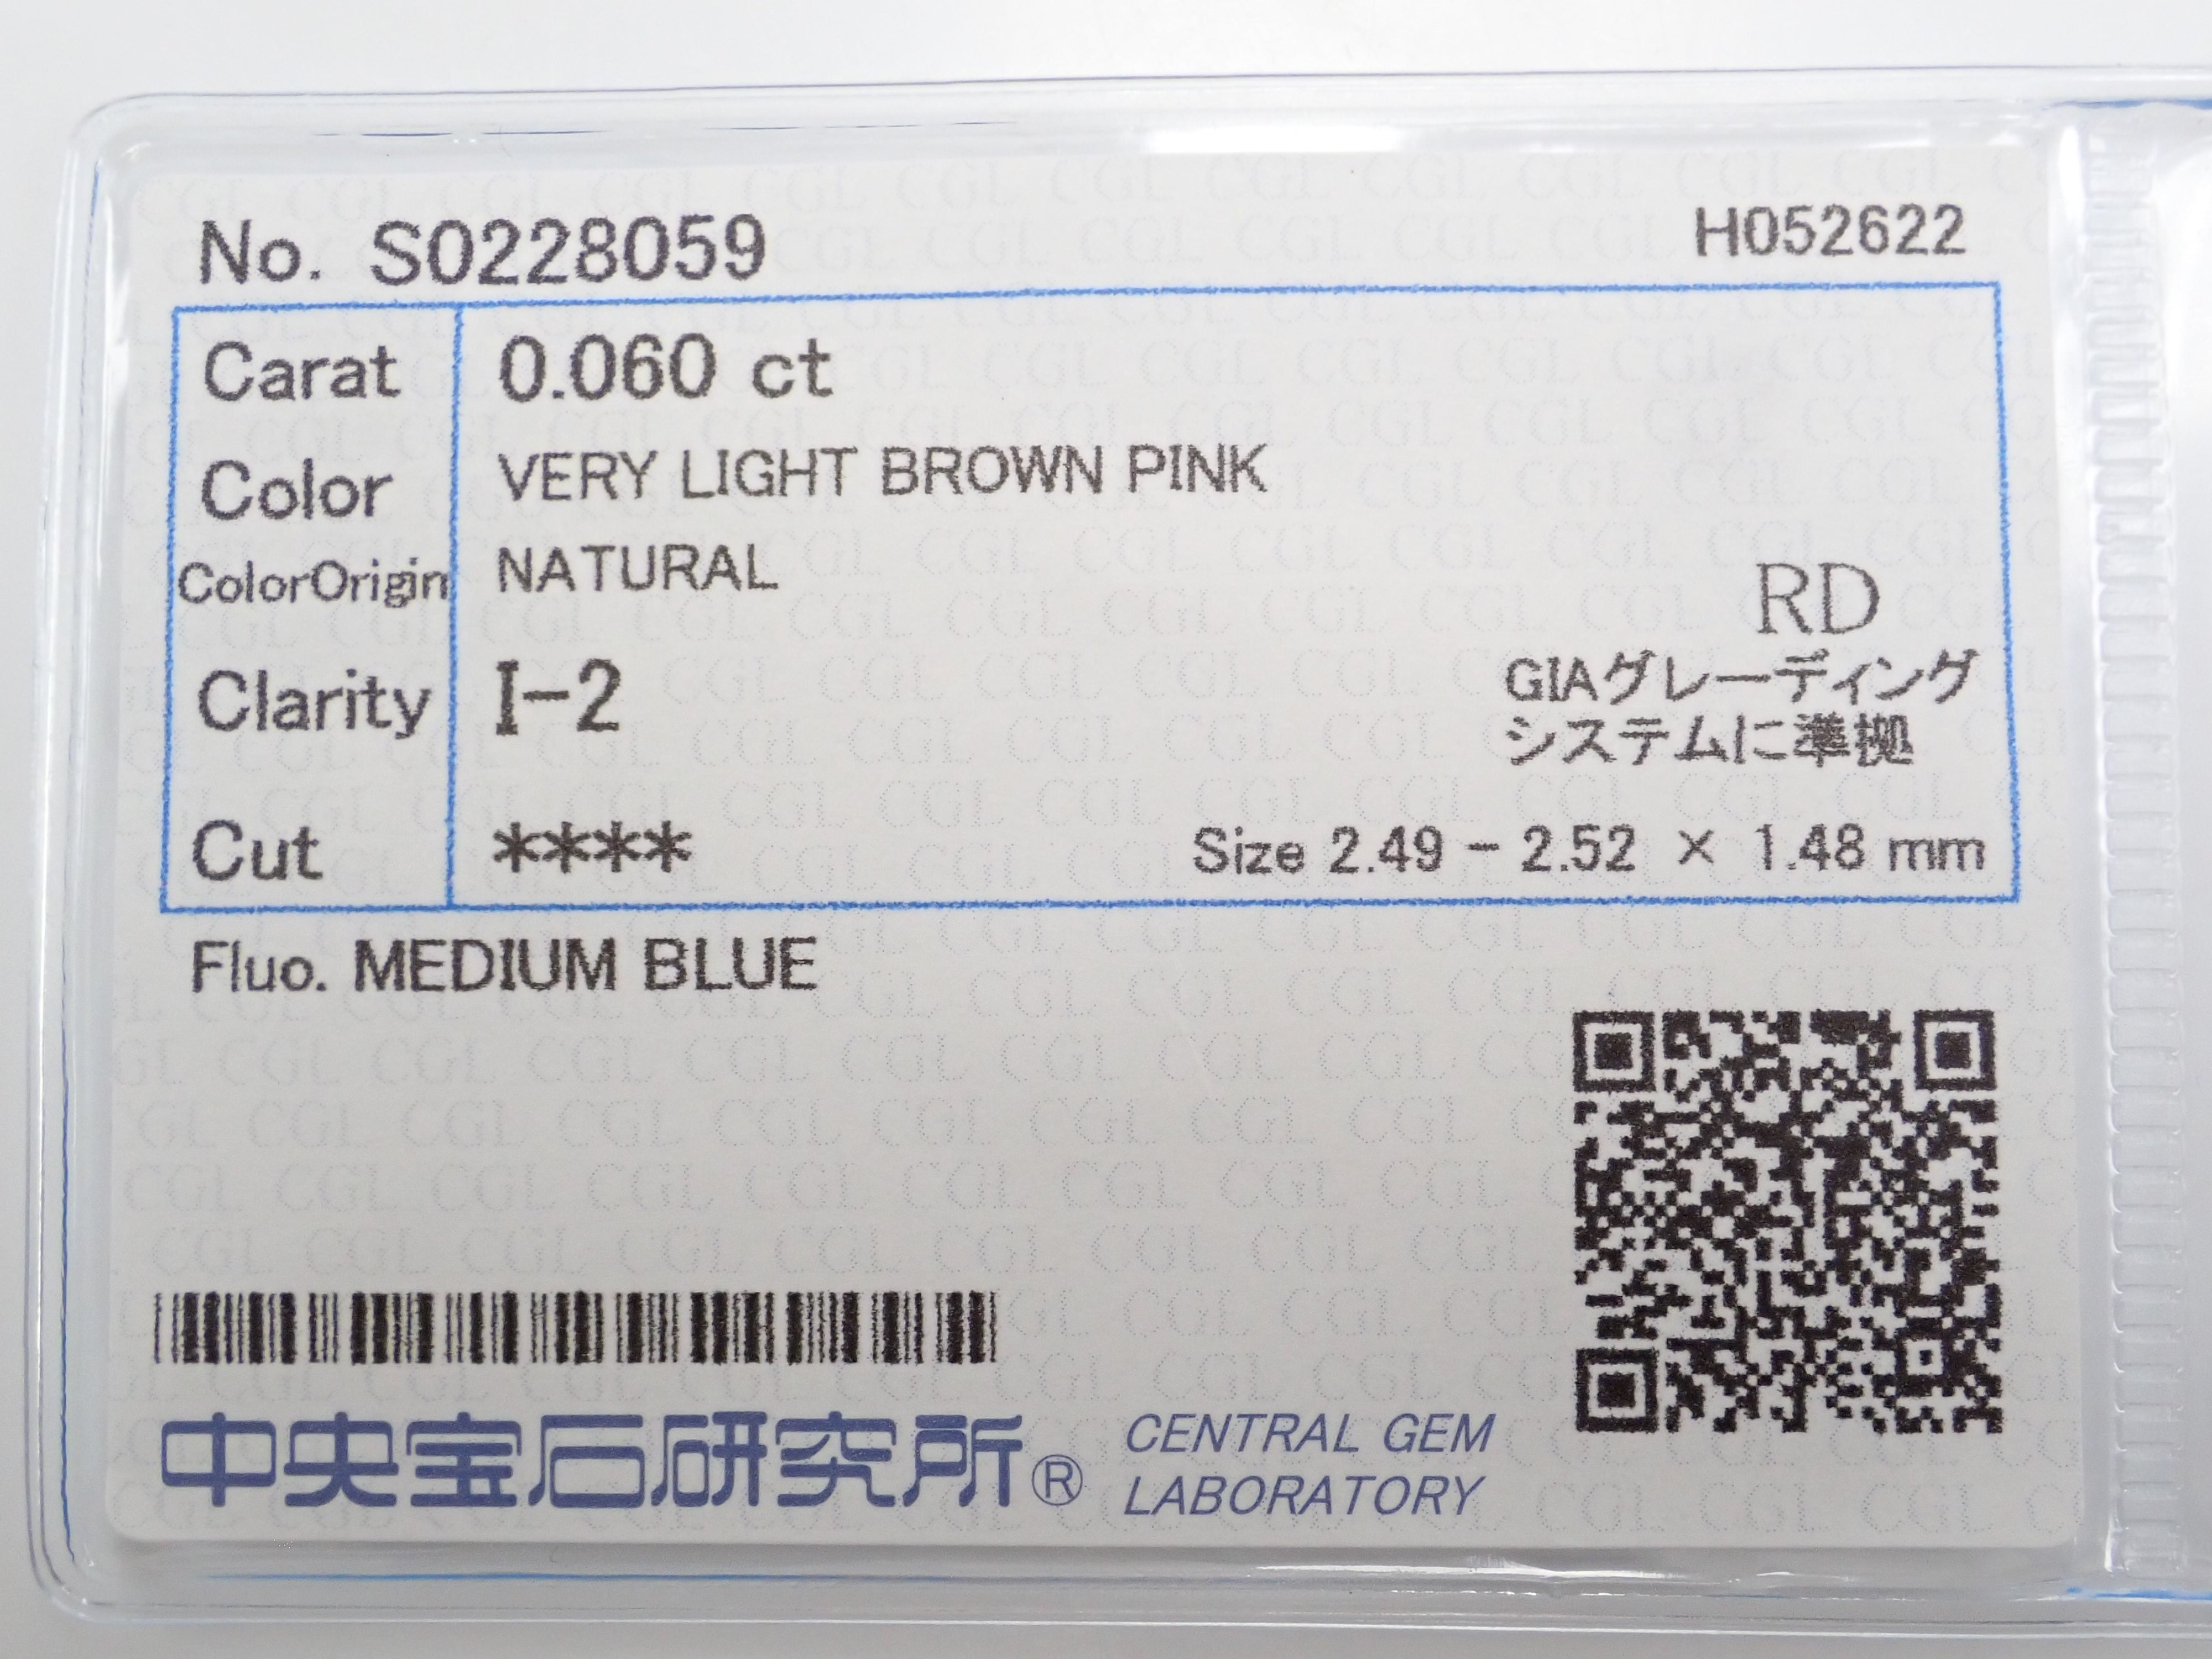 No. S0228059
H052622
Carat 0.060 ct
Color VERY LIGHT BROWN PINK
ColorOrigin NATURAL
RD
Clarity I-2
GIAグレーディング
システムに準拠
Cut ****
Size 2.49 - 2.52 × 1.48 mm
Fluo. MEDIUM BLUE
中央宝石研究所®
CENTRAL GEM
LABORATORY